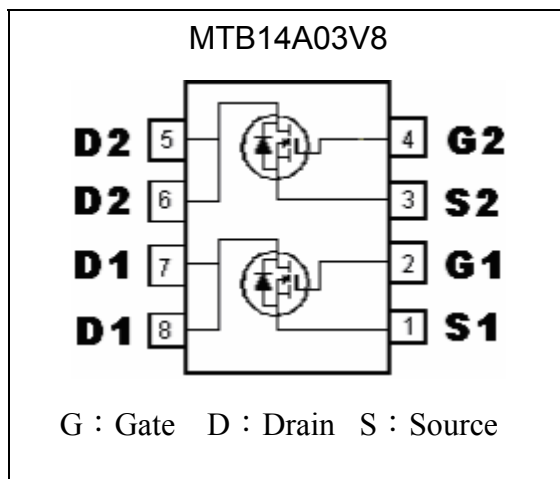 MTB14A03V8
D2 5 4 G2
D2 6 3 S2
D1 7 2 G1
D1 8 1 S1
G：Gate D：Drain S：Source